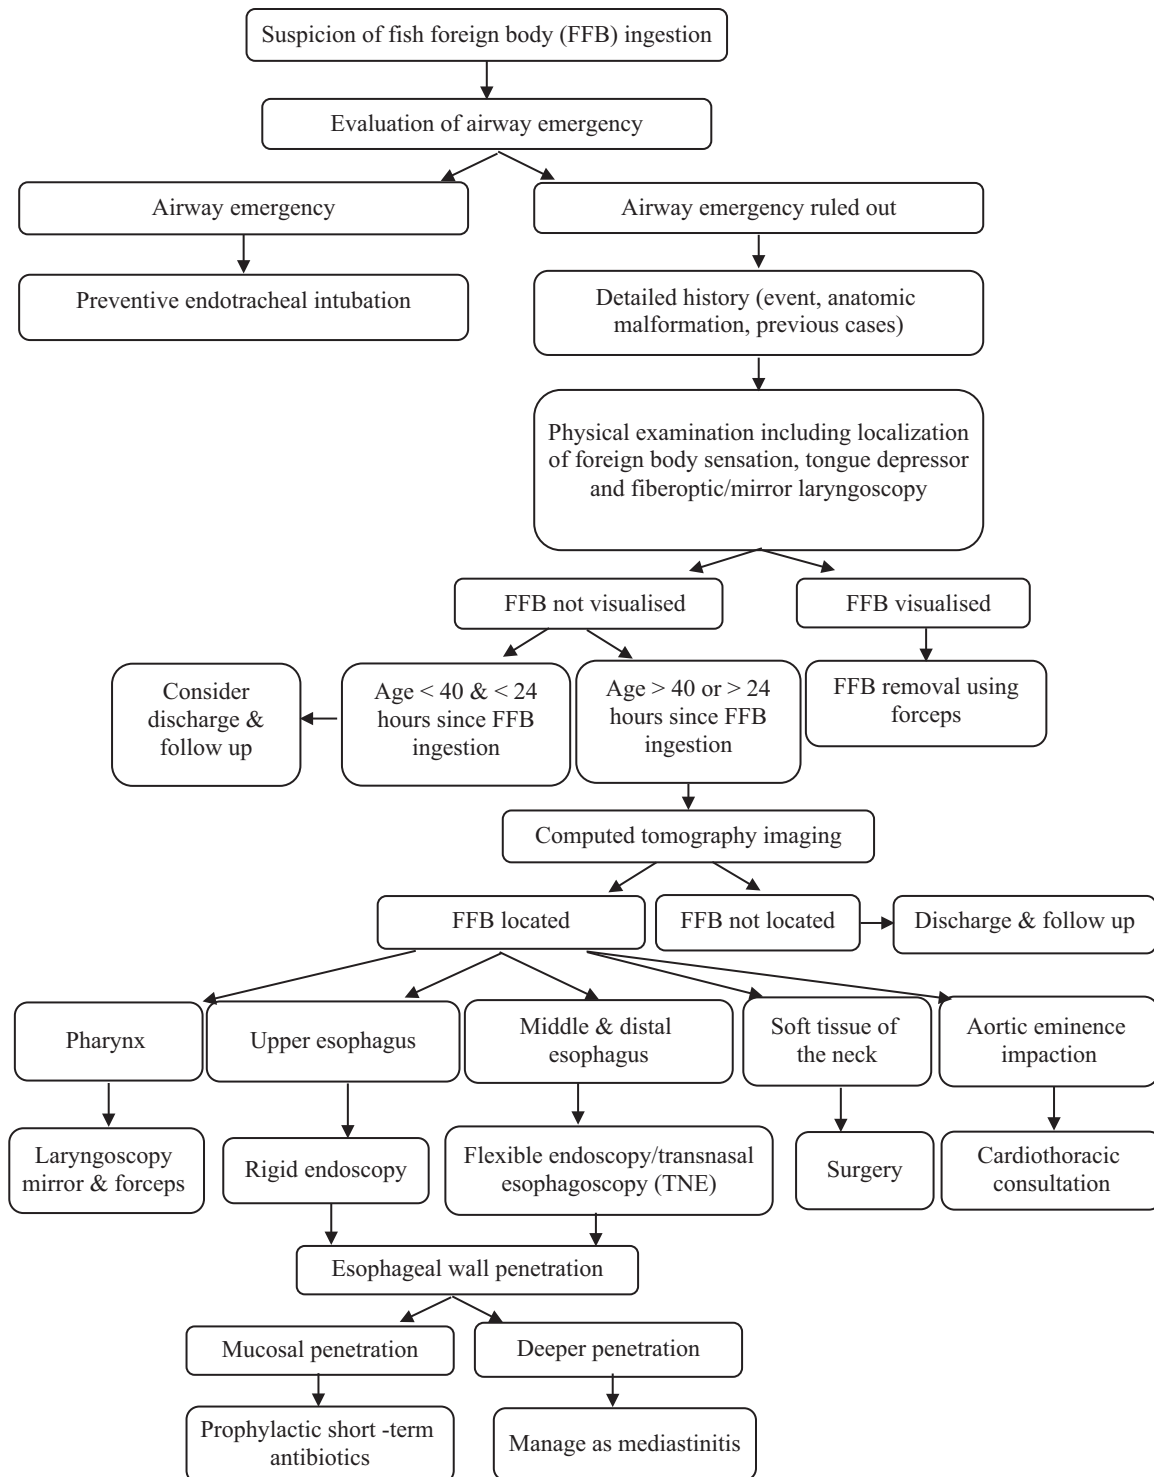 Suspicion of fish foreign body (FFB) ingestion
Evaluation of airway emergency
Airway emergency
Airway emergency ruled out
Preventive endotracheal intubation
Detailed history (event, anatomic
malformation, previous cases)
Physical examination including localization
of foreign body sensation, tongue depressor
and fiberoptic/mirror laryngoscopy
FFB not visualised
FFB visualised
Consider
discharge &
follow up
Age < 40 & < 24
hours since FFB
ingestion
Age > 40 or > 24
hours since FFB
ingestion
FFB removal using
forceps
Computed tomography imaging
FFB located
FFB not located
Discharge & follow up
Pharynx
Upper esophagus
Middle & distal
esophagus
Soft tissue of
the neck
Aortic eminence
impaction
Laryngoscopy
mirror & forceps
Rigid endoscopy
Flexible endoscopy/transnasal
esophagoscopy (TNE)
Surgery
Cardiothoracic
consultation
Esophageal wall penetration
Mucosal penetration
Deeper penetration
Prophylactic short -term
antibiotics
Manage as mediastinitis